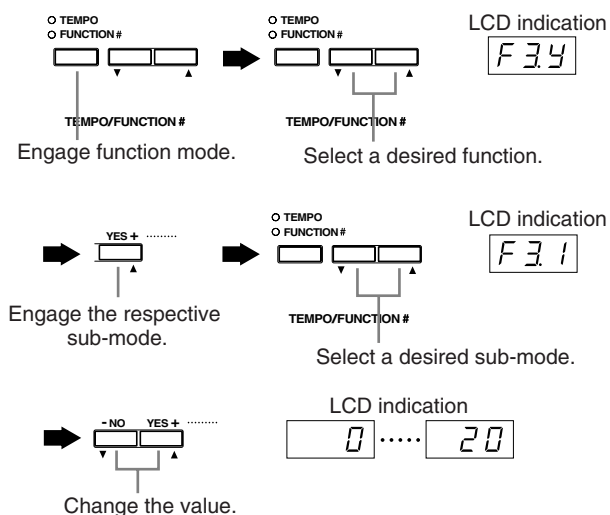 TEMPO
FUNCTION #
TEMPO/FUNCTION #
Engage function mode.
TEMPO
FUNCTION #
TEMPO/FUNCTION #
Select a desired function.
LCD indication
F 3.Y
YES + ·········
Engage the respective
sub-mode.
TEMPO
FUNCTION #
TEMPO/FUNCTION #
Select a desired sub-mode.
LCD indication
F 3. 1
- NO YES + ·········
Change the value.
LCD indication
0 ····· 20